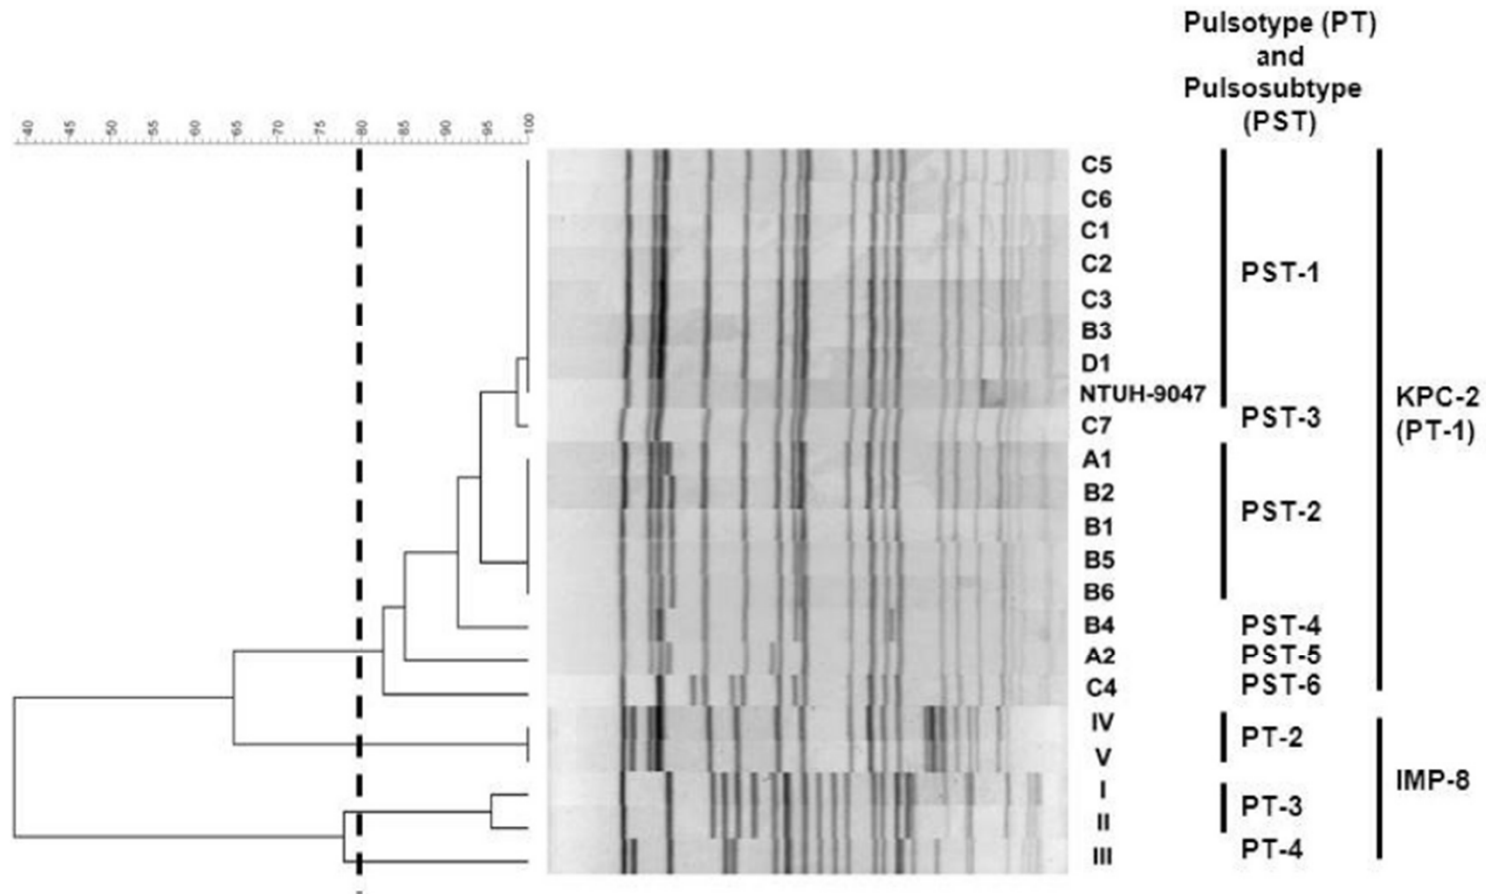 Pulsotype (PT)
and
Pulsosubtype
(PST)
40 45 50 55 60 65 70 75 80 85 90 95 100
C5
C6
C1
C2
PST-1
C3
B3
D1
NTUH-9047
KPC-2
(PT-1)
PST-3
C7
A1
B2
PST-2
B1
B5
B6
B4 PST-4
A2 PST-5
C4 PST-6
IV
PT-2
V
IMP-8
I
PT-3
II
III PT-4